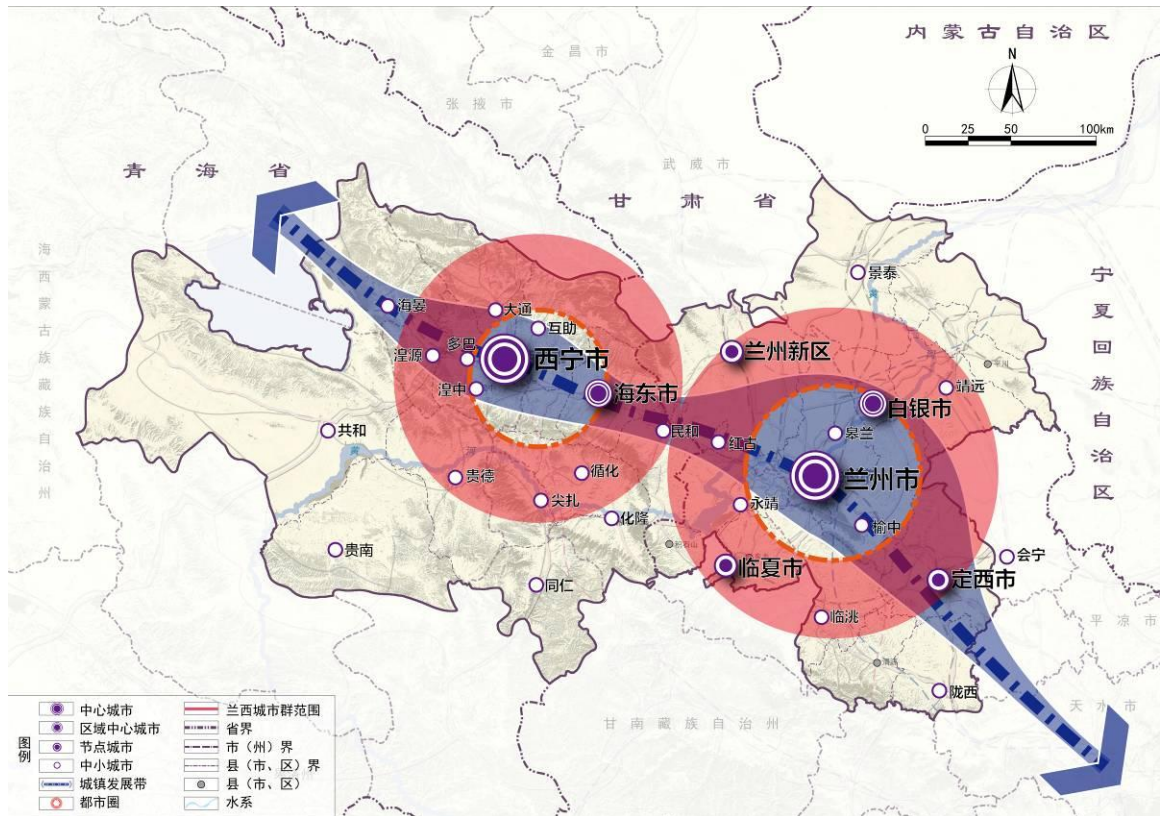 内蒙古自治区
金昌市
N
张掖市
0 25 50 100km
武威市
青海省
甘肃省
海西蒙古族藏族自治州
宁夏回族自治区
景泰
海晏
大通
互助
兰州新区
湟源
多巴
西宁市
平川
靖远
湟中
海东市
白银市
共和
民和
红古
皋兰
黄
河
贵德
循化
兰州市
尖扎
永靖
化隆
榆中
贵南
积石山
会宁
临夏市
定西市
同仁
临洮
平凉市
渭源
陇西
甘南藏族自治州
天水市
图例
中心城市
兰西城市群范围
区域中心城市
省界
节点城市
市（州）界
中小城市
县（市、区）界
城镇发展带
县（市、区）
都市圈
水系